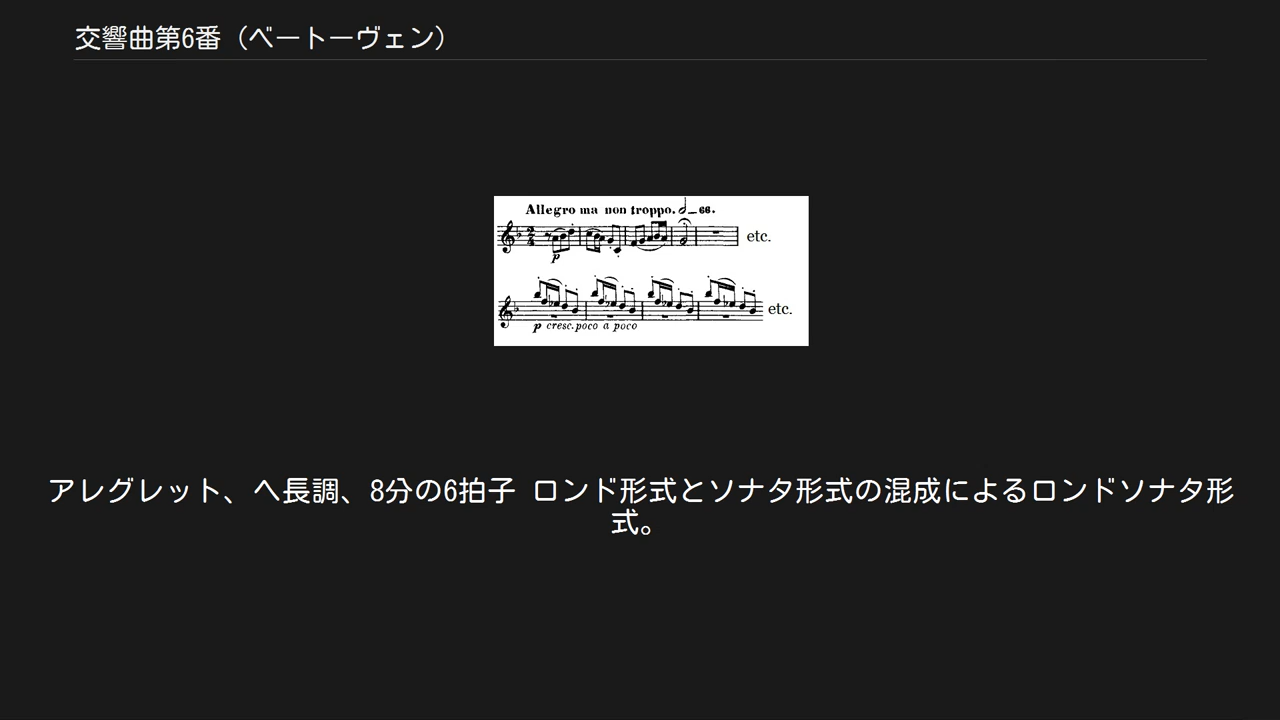 交響曲第6番（ベートーヴェン）
Allegro ma non troppo. 𝅗𝅥_66.
etc.
p
etc.
p cresc. poco a poco
アレグレット、ヘ長調、8分の6拍子 ロンド形式とソナタ形式の混成によるロンドソナタ形
式。